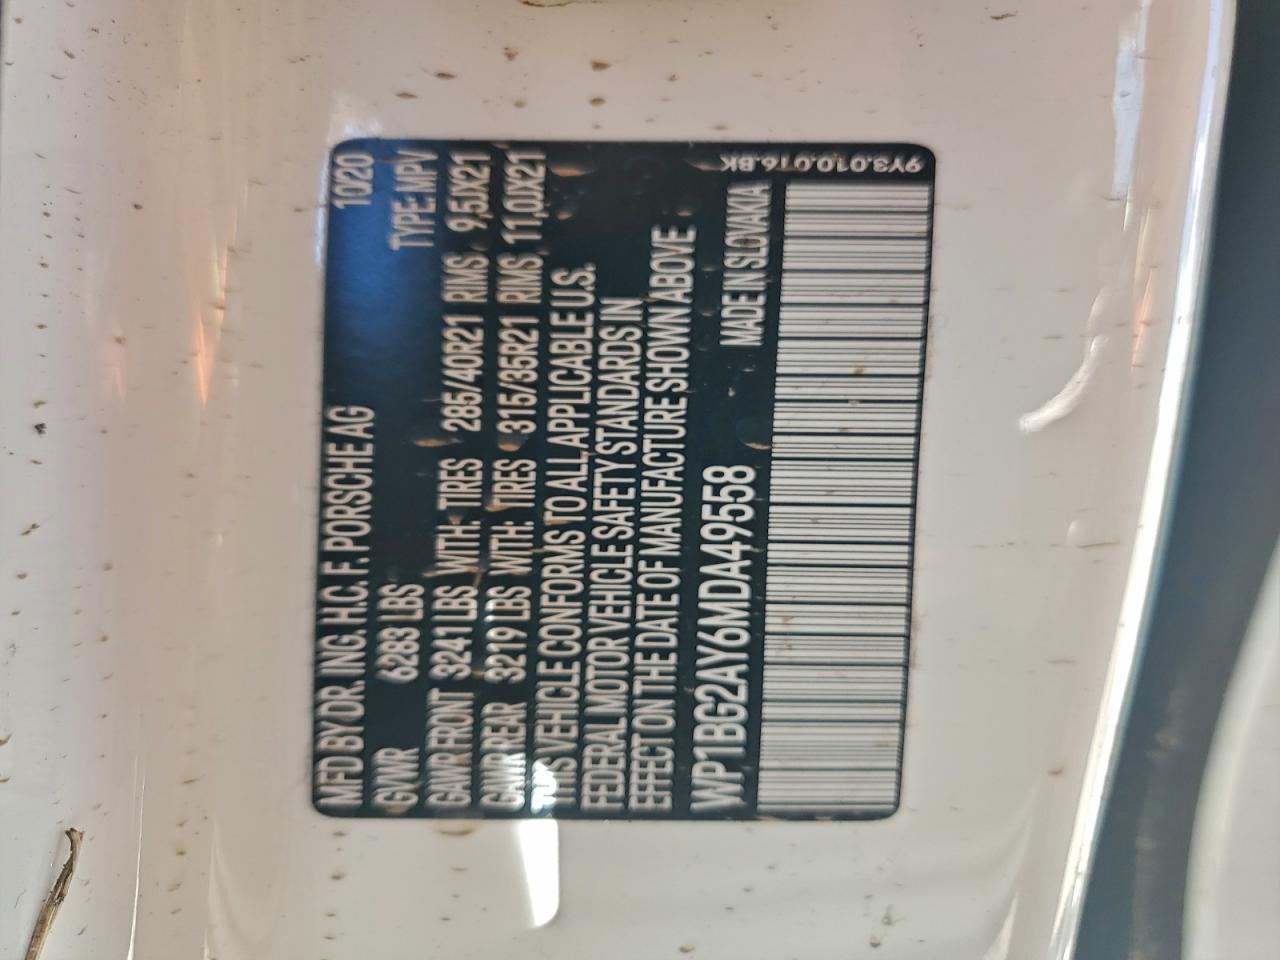 MFD BY DR. ING. H.C. F. PORSCHE AG 10/20
GVWR 6283 LBS TYPE: MPV
GAWR FRONT 3241 LBS WITH: TIRES 285/40R21 RIMS 9,5JX21
GAWR REAR 3219 LBS WITH: TIRES 315/35R21 RIMS 11,0JX21
THIS VEHICLE CONFORMS TO ALL APPLICABLE U.S.
FEDERAL MOTOR VEHICLE SAFETY STANDARDS IN
EFFECT ON THE DATE OF MANUFACTURE SHOWN ABOVE
WP1BG2AY6MDA49558 MADE IN SLOVAKIA
9Y3.010.016.BK